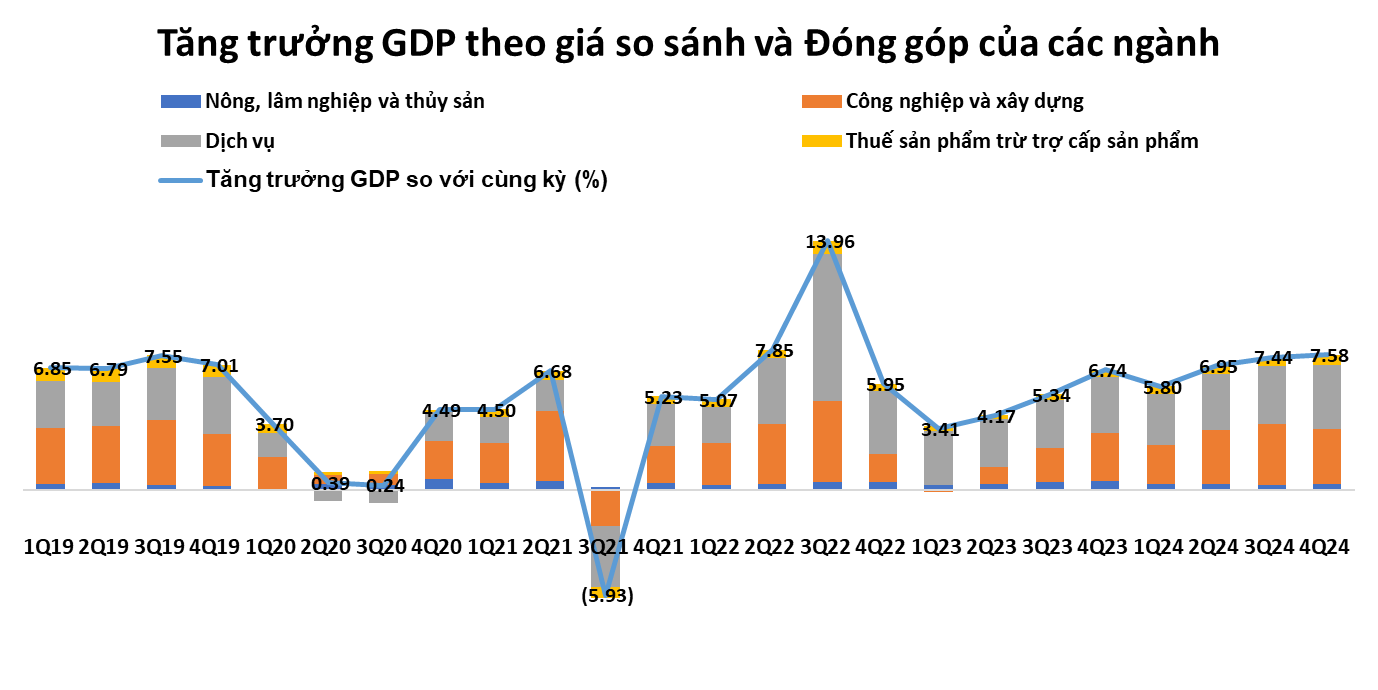 Tăng trưởng GDP theo giá so sánh và Đóng góp của các ngành
Nông, lâm nghiệp và thủy sản
Công nghiệp và xây dựng
Dịch vụ
Thuế sản phẩm trừ trợ cấp sản phẩm
Tăng trưởng GDP so với cùng kỳ (%)
6.85 6.79 7.55 7.01 3.70 0.39 0.24 4.49 4.50 6.68 (5.93) 5.23 5.07 7.85 13.96 5.95 3.41 4.17 5.34 6.74 5.80 6.95 7.44 7.58
1Q19 2Q19 3Q19 4Q19 1Q20 2Q20 3Q20 4Q20 1Q21 2Q21 3Q21 4Q21 1Q22 2Q22 3Q22 4Q22 1Q23 2Q23 3Q23 4Q23 1Q24 2Q24 3Q24 4Q24